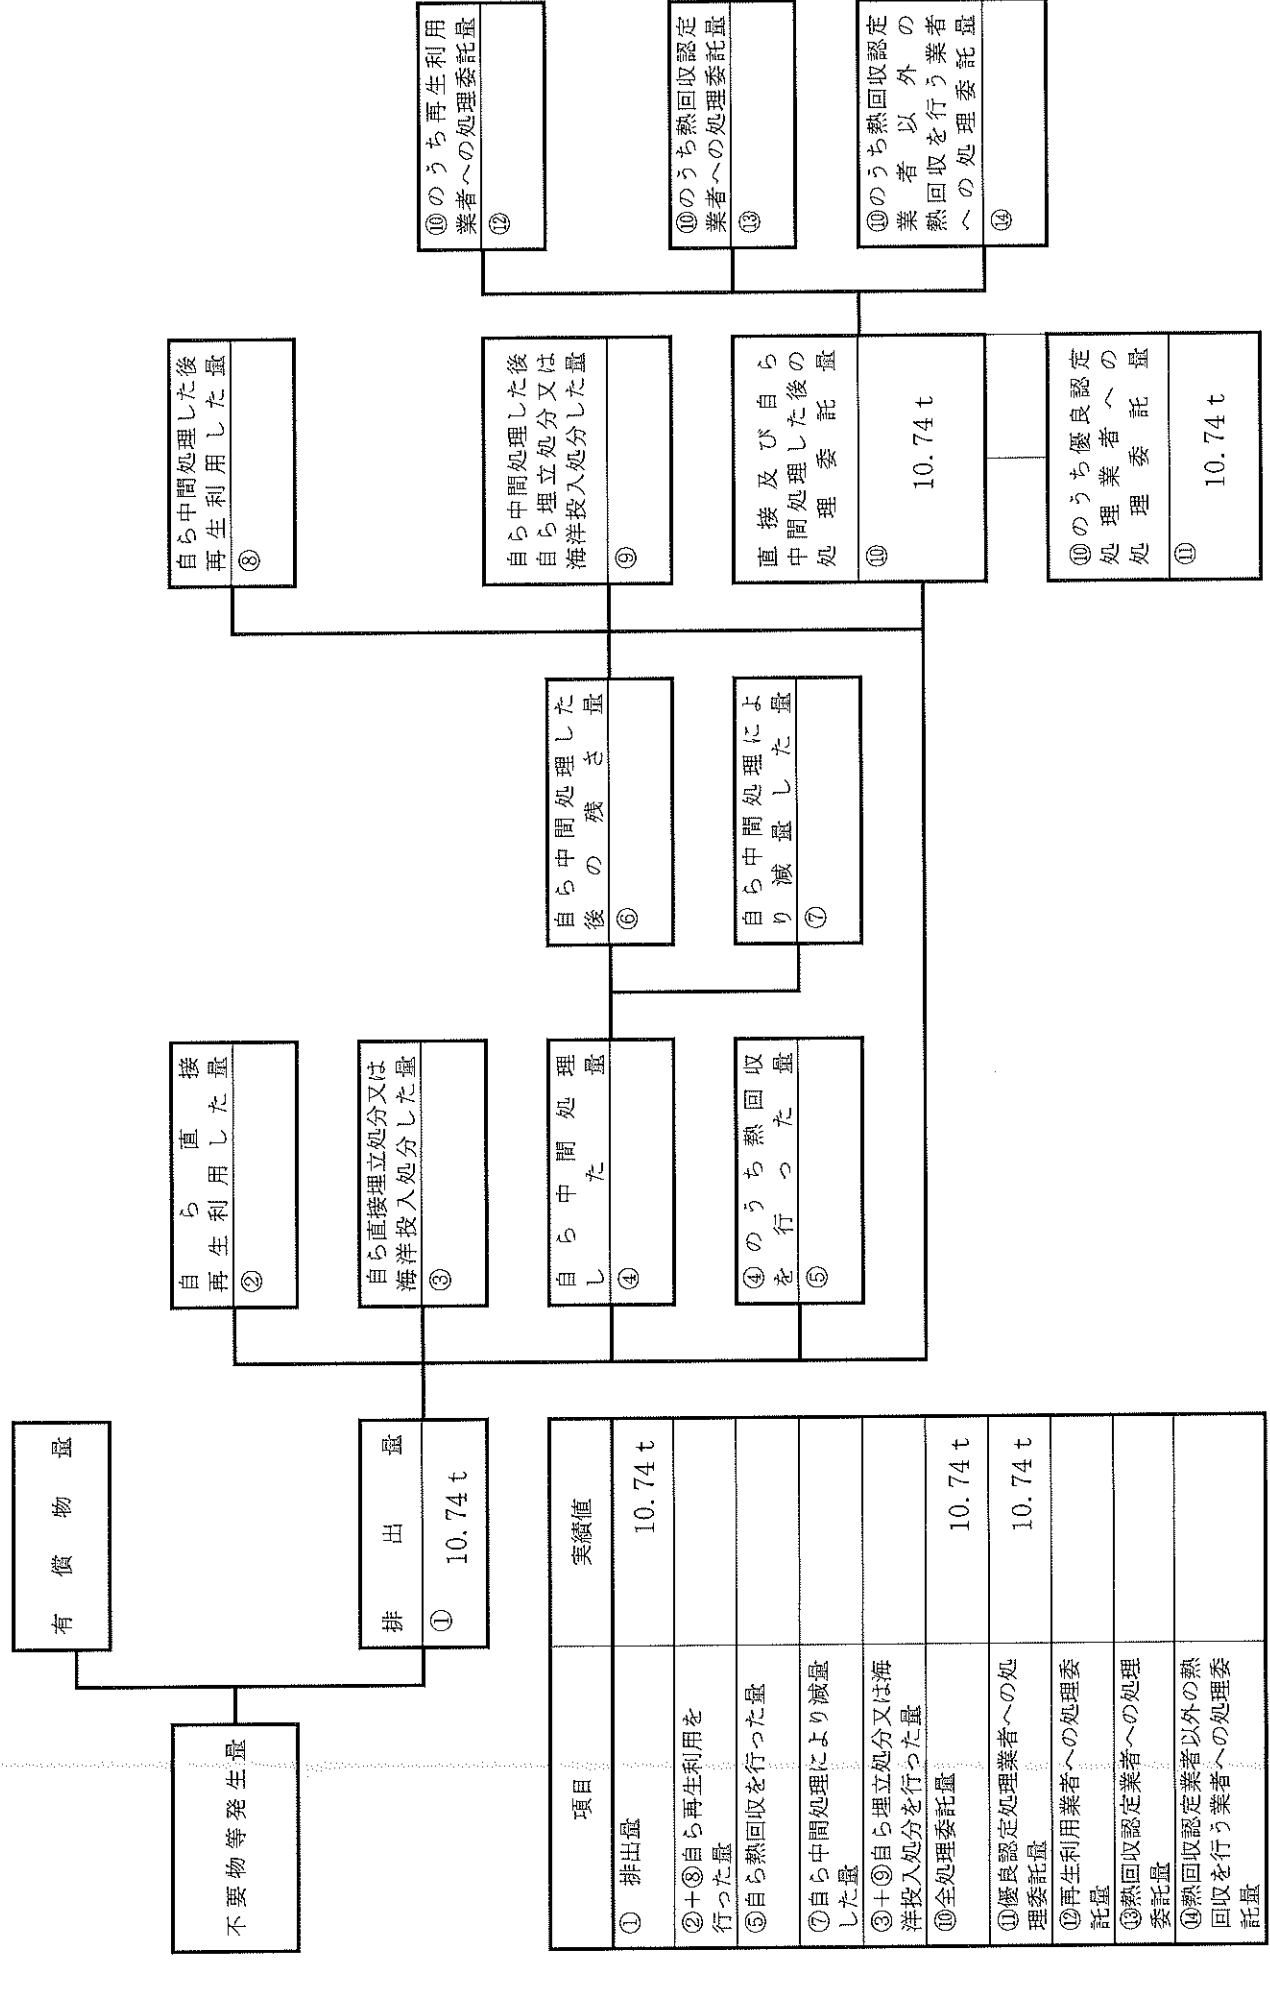 不要物等発生量
有償物量
排出量
① 10.74t
自ら直接
再生利用した量
②
自ら直接埋立処分又は
海洋投入処分した量
③
自ら中間処理
した量
④
④のうち熱回収
を行った量
⑤
自ら中間処理した
後の残さ量
⑥
自ら中間処理によ
り減量した量
⑦
自ら中間処理した後
再生利用した量
⑧
自ら中間処理した後
自ら埋立処分又は
海洋投入処分した量
⑨
直接及び自ら
中間処理した後の
処理委託量
⑩
10.74t
⑩のうち優良認定
処理業者への
処理委託量
⑪
10.74t
⑩のうち再生利用
業者への処理委託量
⑫
⑩のうち熱回収認定
業者への処理委託量
⑬
⑩のうち熱回収認定
業者以外の
熱回収を行う業者
への処理委託量
⑭
項目 実績値
① 排出量 10.74t
②+⑧自ら再生利用を
行った量
⑤自ら熱回収を行った量
⑦自ら中間処理により減量
した量
③+⑨自ら埋立処分又は海
洋投入処分を行った量
⑩全処理委託量 10.74t
⑪優良認定処理業者への処
理委託量 10.74t
⑫再生利用業者への処理委
託量
⑬熱回収認定業者への処理
委託量
⑭熱回収認定業者以外の熱
回収を行う業者への処理委
託量